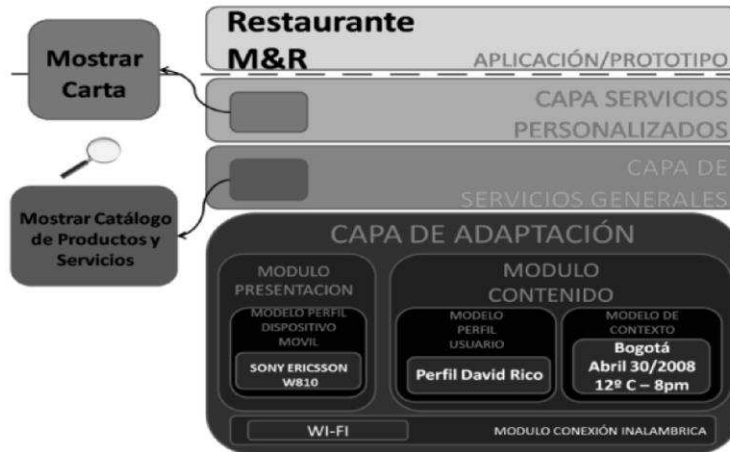 Mostrar
Carta
Restaurante
M&R
APLICACIÓN/PROTOTIPO
CAPA SERVICIOS
PERSONALIZADOS
CAPA DE
SERVICIOS GENERALES
Mostrar Catálogo
de Productos y
Servicios
CAPA DE ADAPTACIÓN
MODULO
PRESENTACION
MODELO PERFIL
DISPOSITIVO
MOVIL
SONY ERICSSON
W810
MODULO
CONTENIDO
MODELO
PERFIL
USUARIO
Perfil David Rico
MODELO DE
CONTEXTO
Bogotá
Abril 30/2008
12º C – 8pm
WI-FI
MODULO CONEXIÓN INALAMBRICA